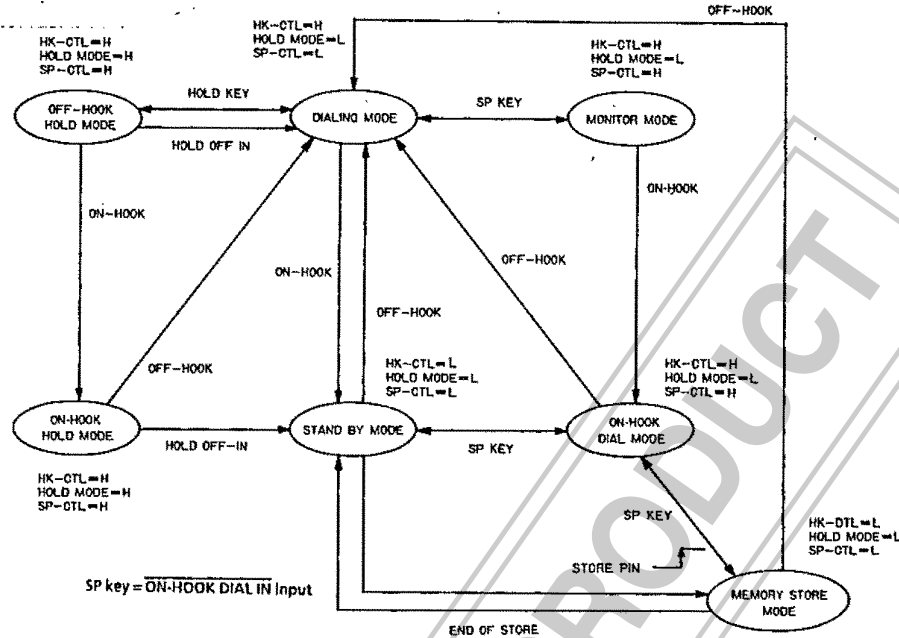 OFF-HOOK
HK-CTL=H
HOLD MODE=H
SP-CTL=H
HK-CTL=H
HOLD MODE=L
SP-CTL=L
HK-CTL=H
HOLD MODE=L
SP-CTL=H
OFF-HOOK
HOLD MODE
HOLD KEY
HOLD OFF IN
DIALING MODE
SP KEY
MONITOR MODE
ON-HOOK
ON-HOOK
ON-HOOK
OFF-HOOK
OFF-HOOK
OFF-HOOK
HK-CTL=L
HOLD MODE=L
SP-CTL=L
HK-CTL=H
HOLD MODE=L
SP-CTL=H
ON-HOOK
HOLD MODE
HOLD OFF-IN
STAND BY MODE
SP KEY
ON-HOOK
DIAL MODE
HK-CTL=H
HOLD MODE=H
SP-CTL=H
SP KEY
STORE PIN
HK-DTL=L
HOLD MODE=L
SP-CTL=L
SP key=ON-HOOK DIAL IN Input
MEMORY STORE
MODE
END OF STORE
PRODUCT